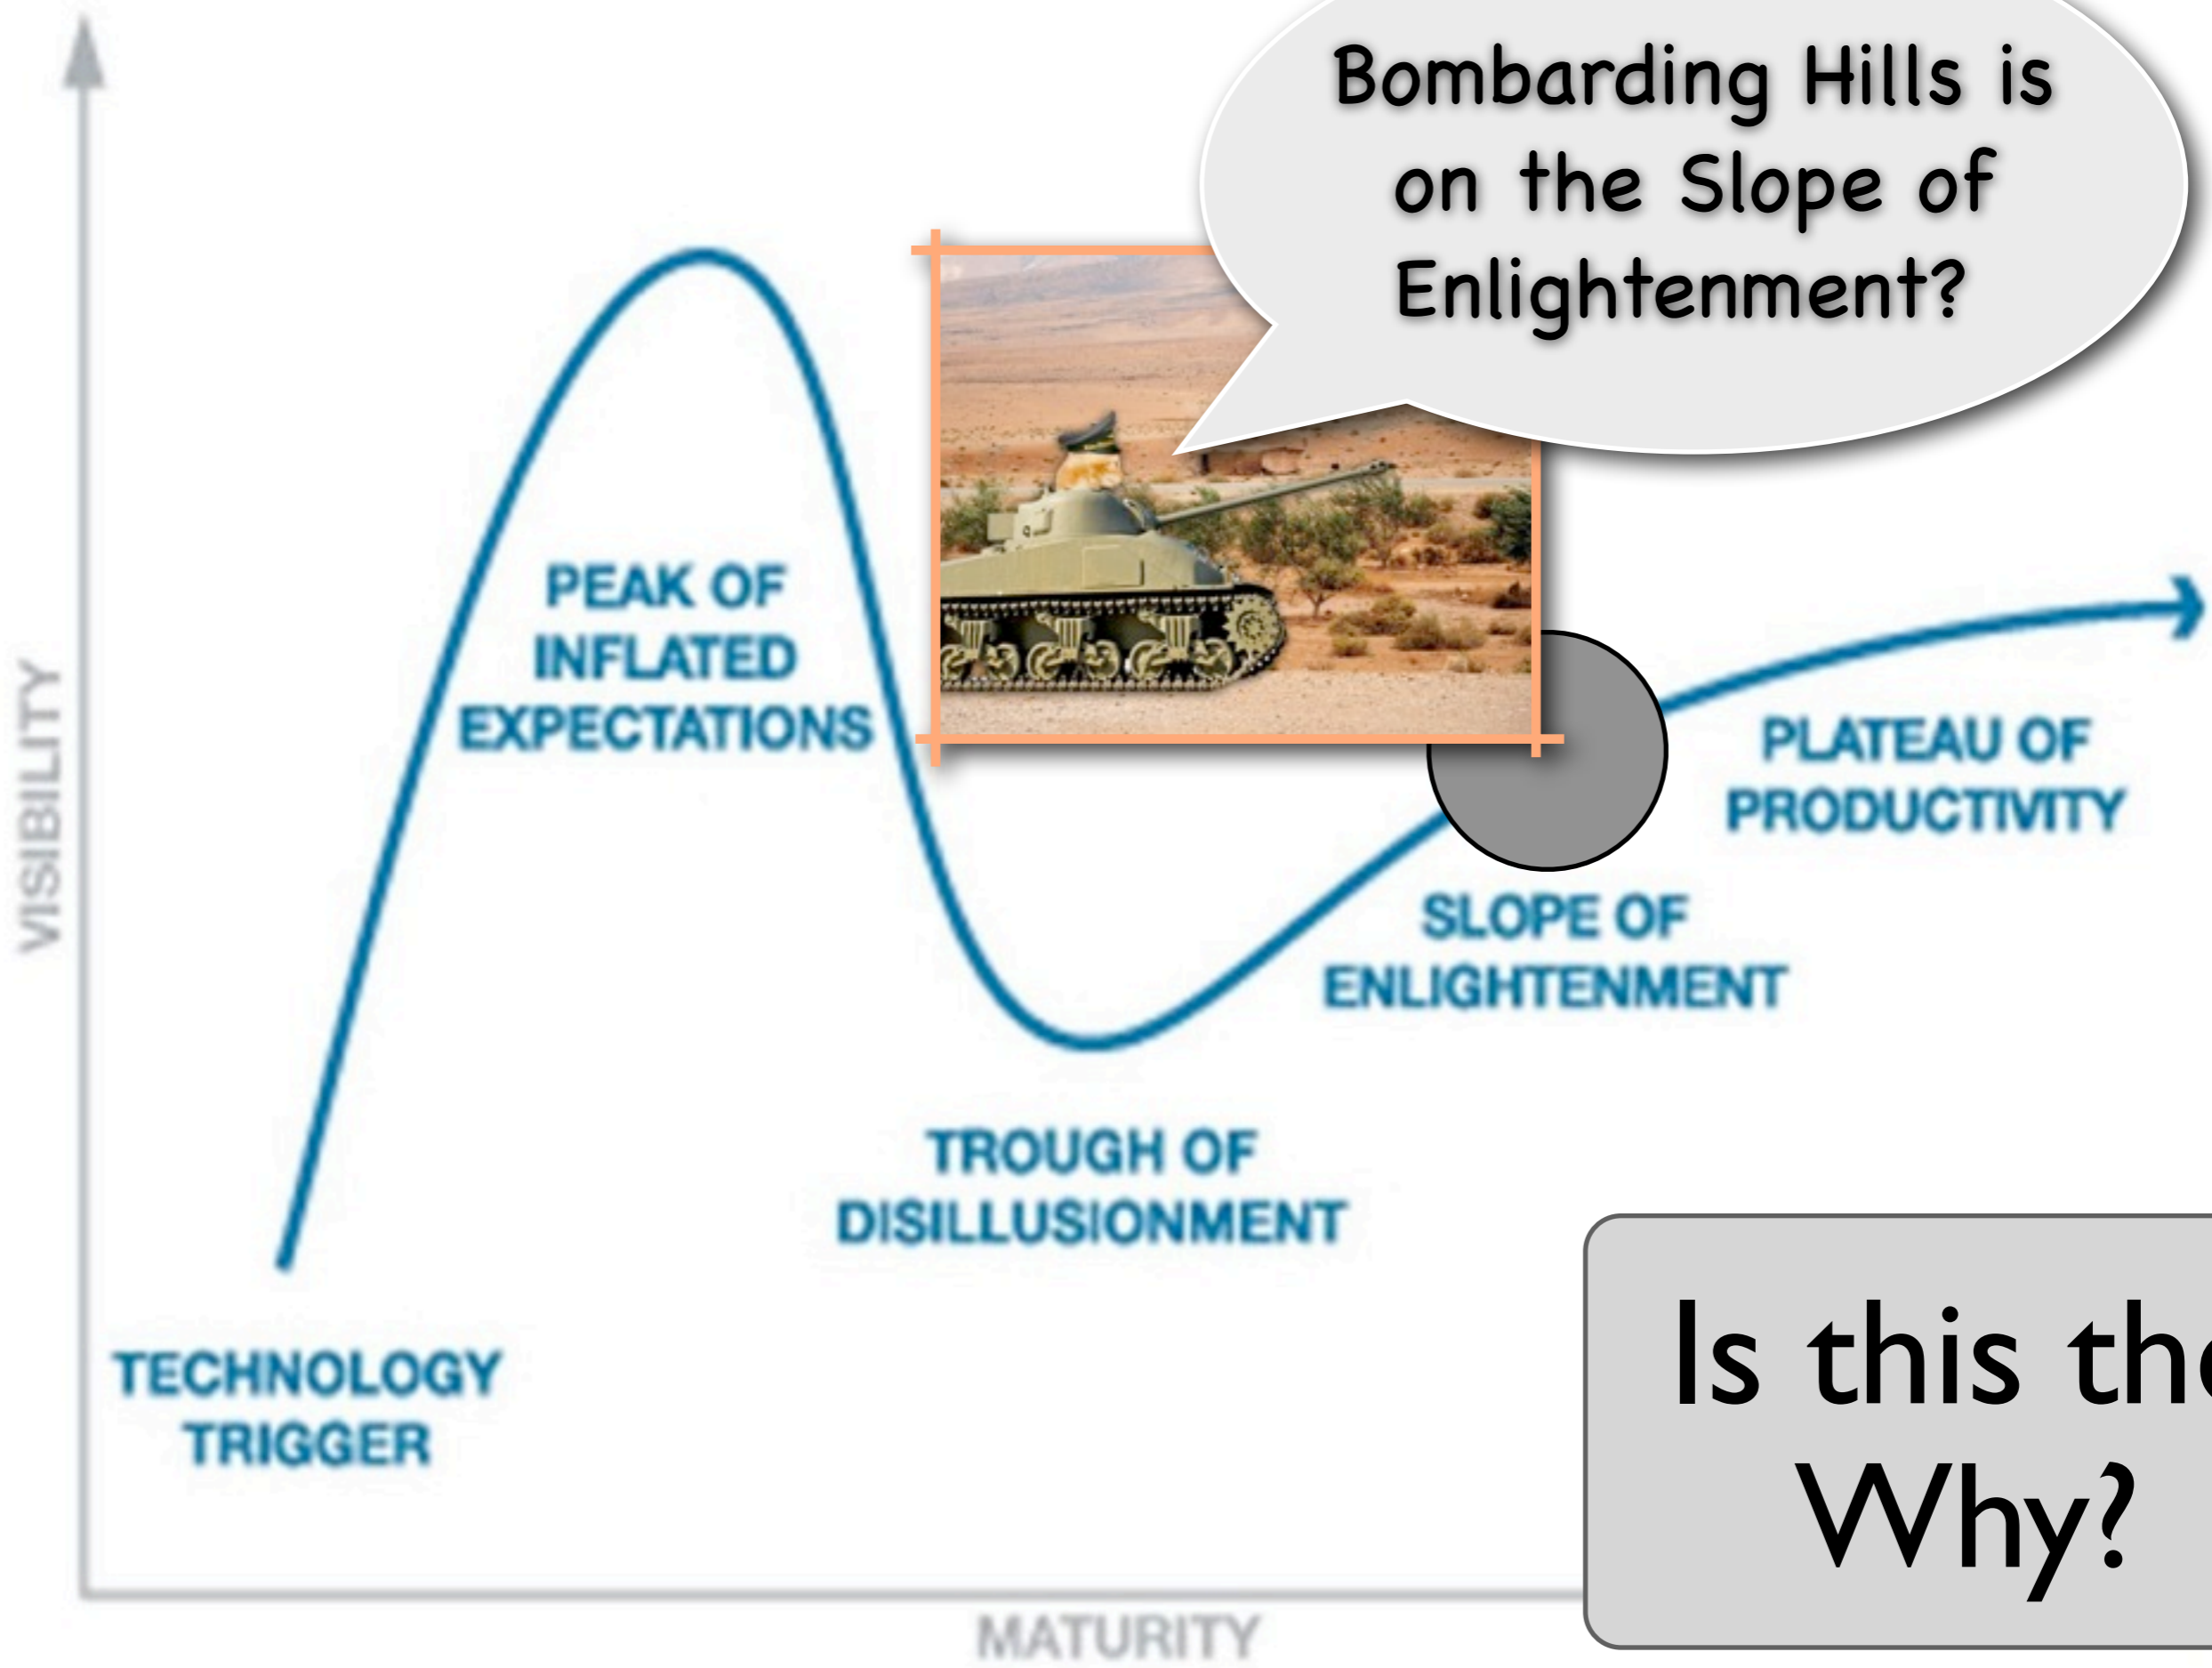 Bombarding Hills is
on the Slope of
Enlightenment?
VISIBILITY
PEAK OF
INFLATED
EXPECTATIONS
PLATEAU OF
PRODUCTIVITY
SLOPE OF
ENLIGHTENMENT
TROUGH OF
DISILLUSIONMENT
TECHNOLOGY
TRIGGER
Is this
Why?
MATURITY